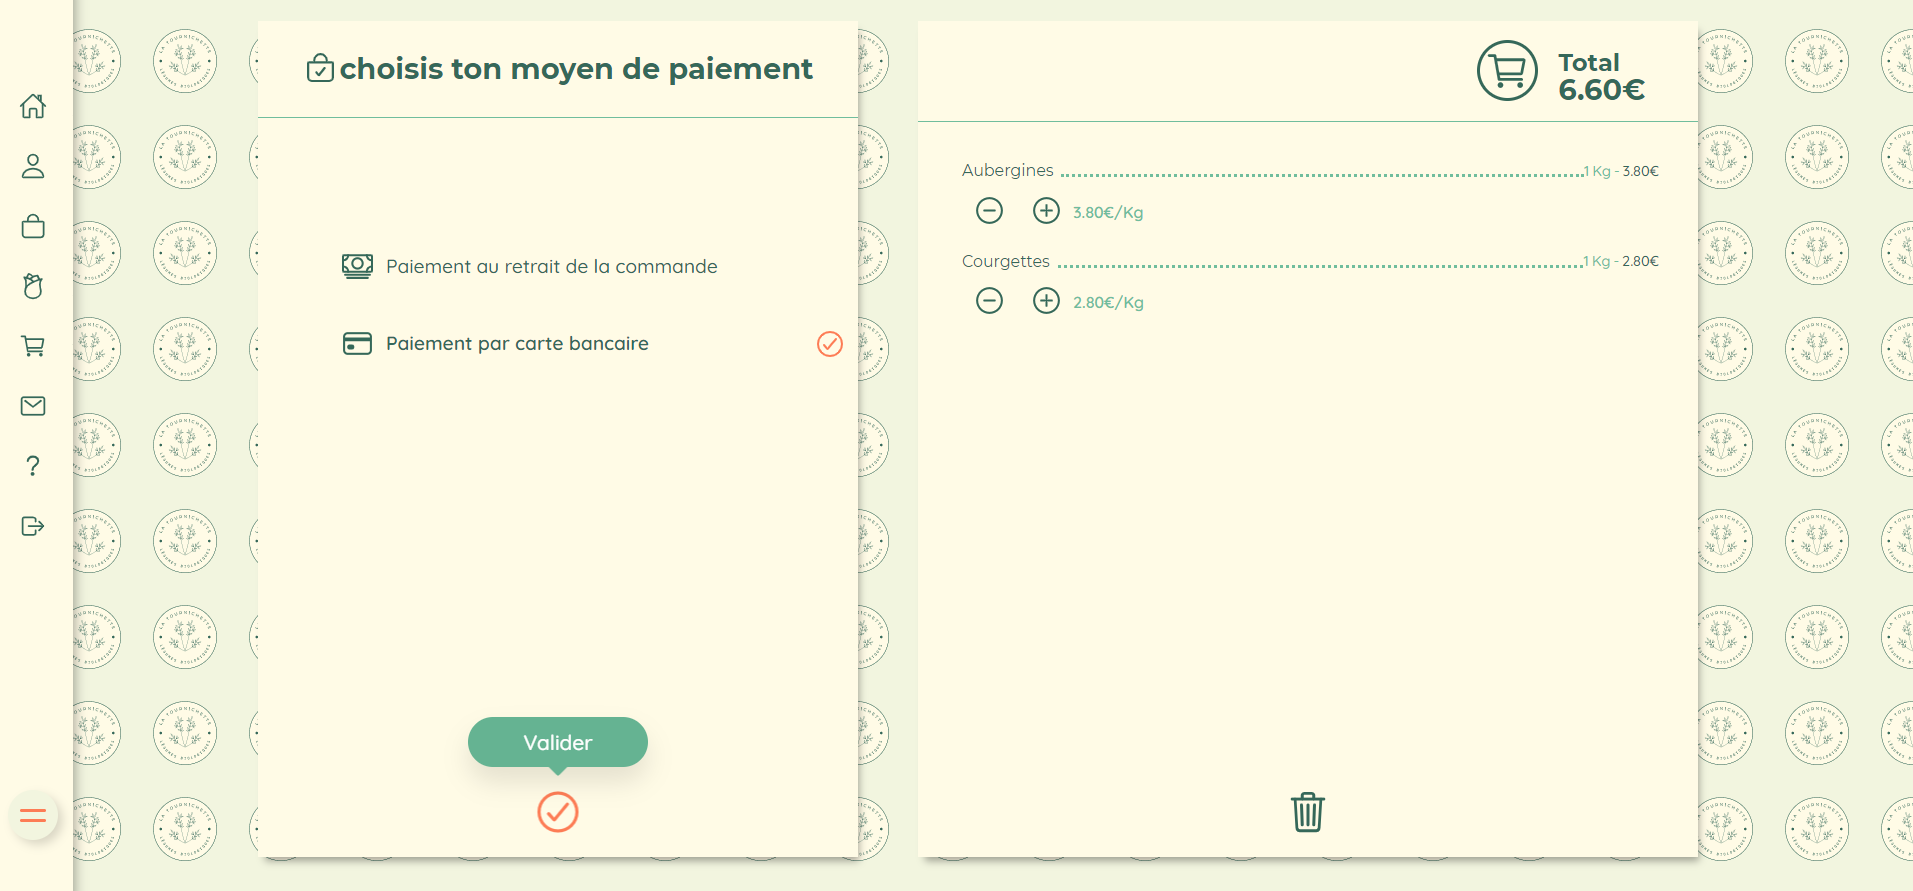 choisis ton moyen de paiement
Paiement au retrait de la commande
Paiement par carte bancaire
Valider
Total
6.60€
Aubergines 1 Kg - 3.80€
3.80€/Kg
Courgettes 1 Kg - 2.80€
2.80€/Kg